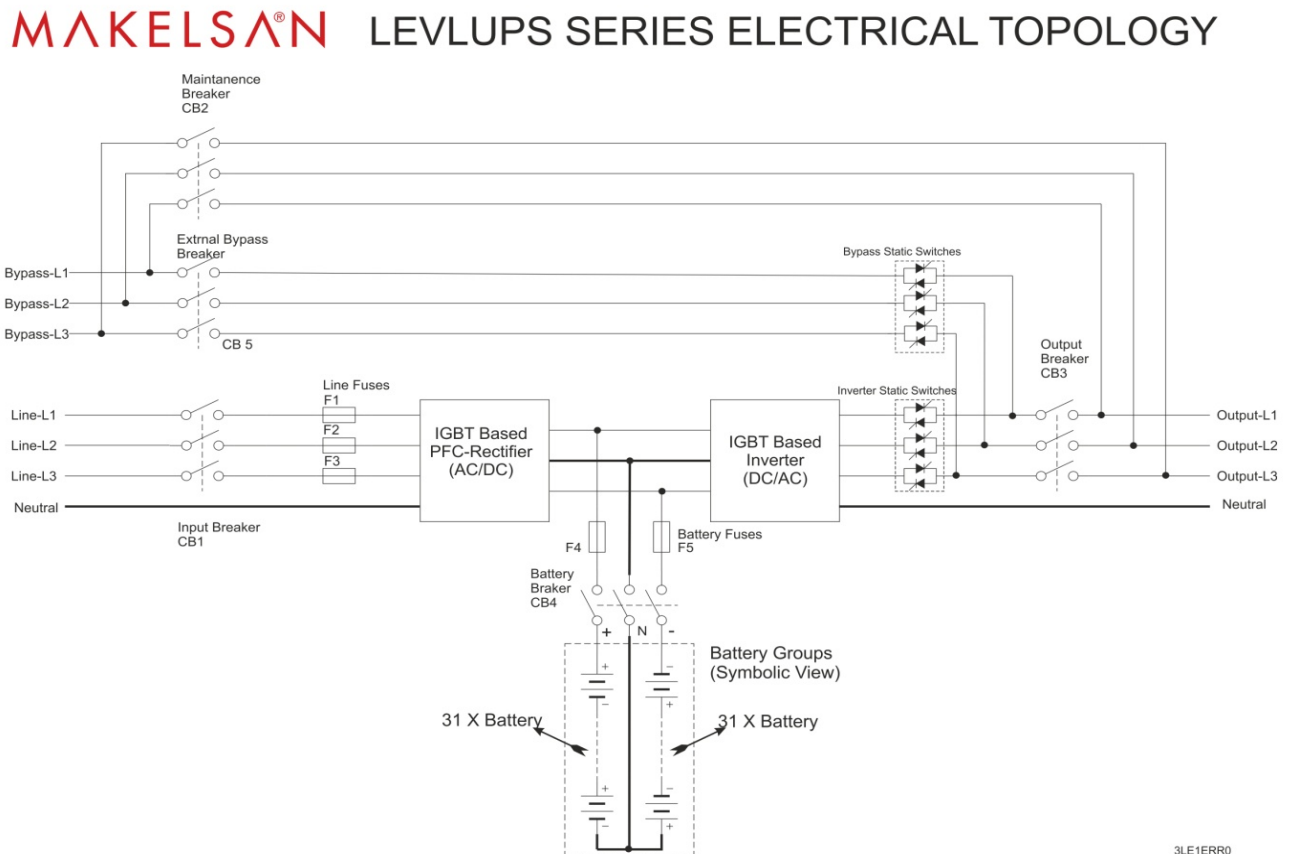 MAKELSAN® LEVLUPS SERIES ELECTRICAL TOPOLOGY
Maintanence
Breaker
CB2
Extrnal Bypass
Breaker
Bypass Static Switches
Bypass-L1
Bypass-L2
Bypass-L3
CB 5
Output
Breaker
CB3
Line Fuses
Inverter Static Switches
F1
Line-L1
Output-L1
F2
Line-L2
Output-L2
F3
Line-L3
Output-L3
IGBT Based
PFC-Rectifier
(AC/DC)
IGBT Based
Inverter
(DC/AC)
Neutral
Neutral
Input Breaker
CB1
F4
Battery Fuses
F5
Battery
Braker
CB4
+ N -
Battery Groups
(Symbolic View)
+ -
- +
31 X Battery
31 X Battery
+ -
- +
3LE1ERR0